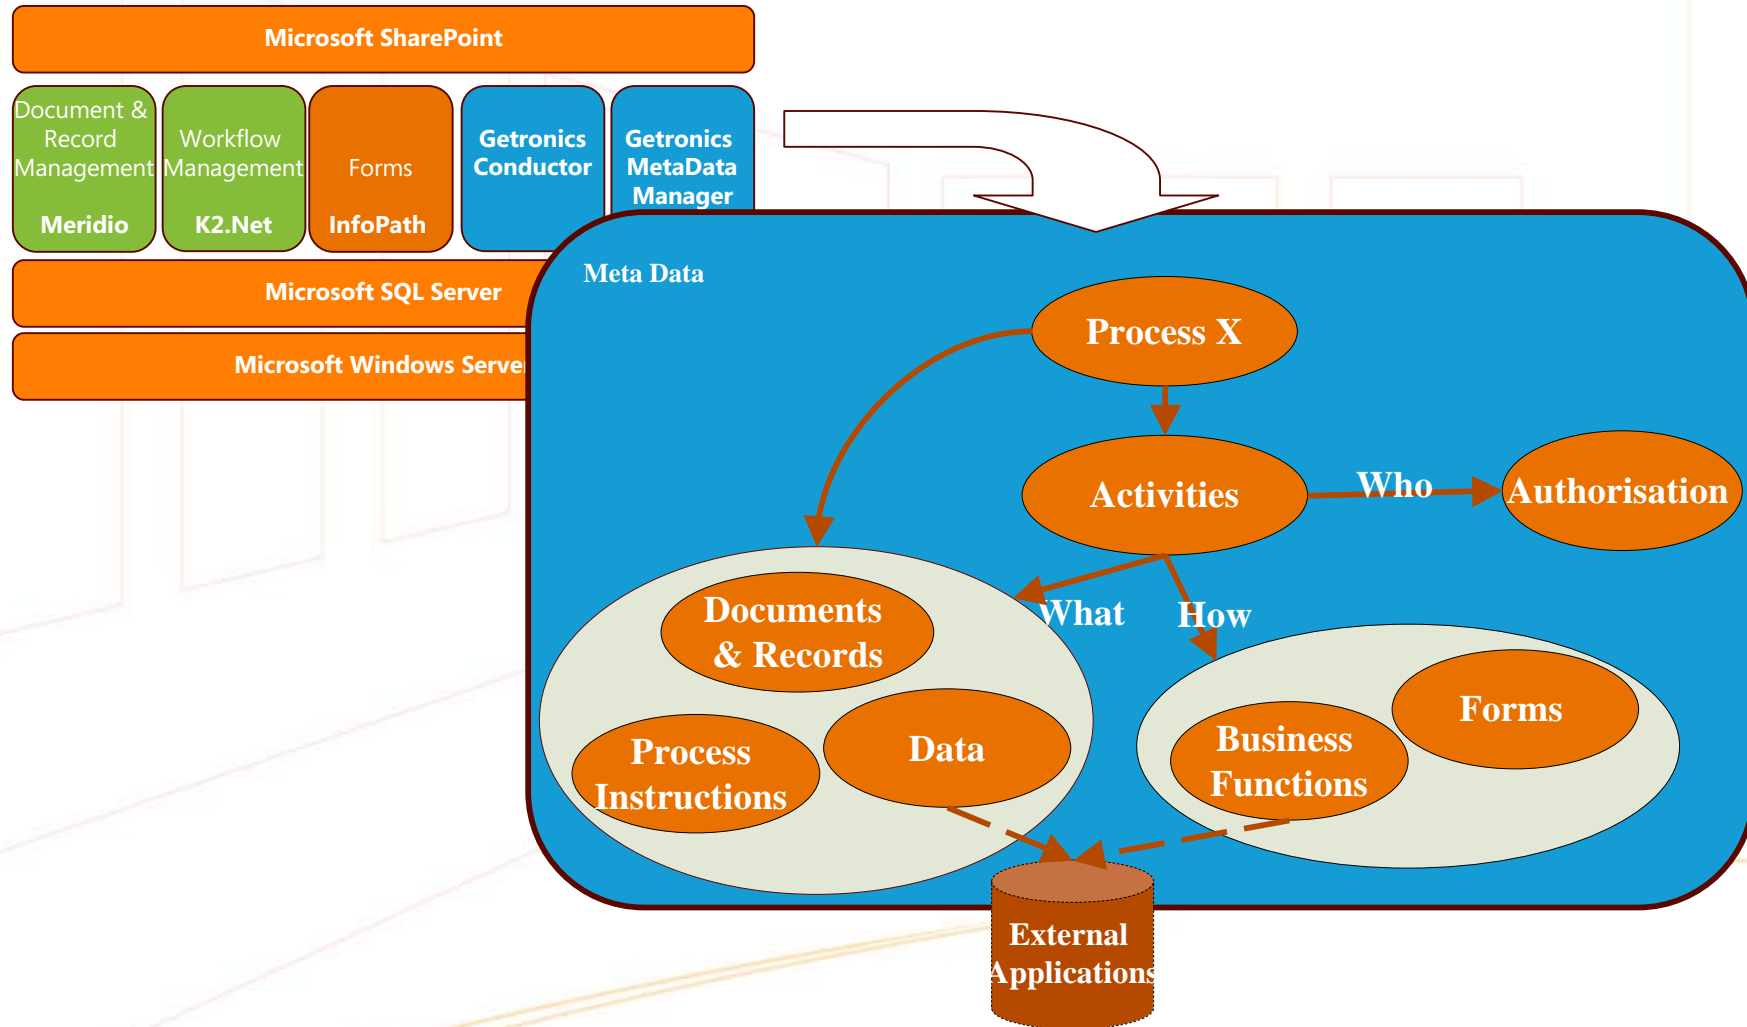 Microsoft SharePoint
Document &
Record
Management
Meridio
Workflow
Management
K2.Net
Forms
InfoPath
Getronics
Conductor
Getronics
MetaData
Manager
Microsoft SQL Server
Microsoft Windows Server
Meta Data
Process X
Activities
Who
Authorisation
What
How
Documents
& Records
Process
Instructions
Data
Business
Functions
Forms
External
Applications